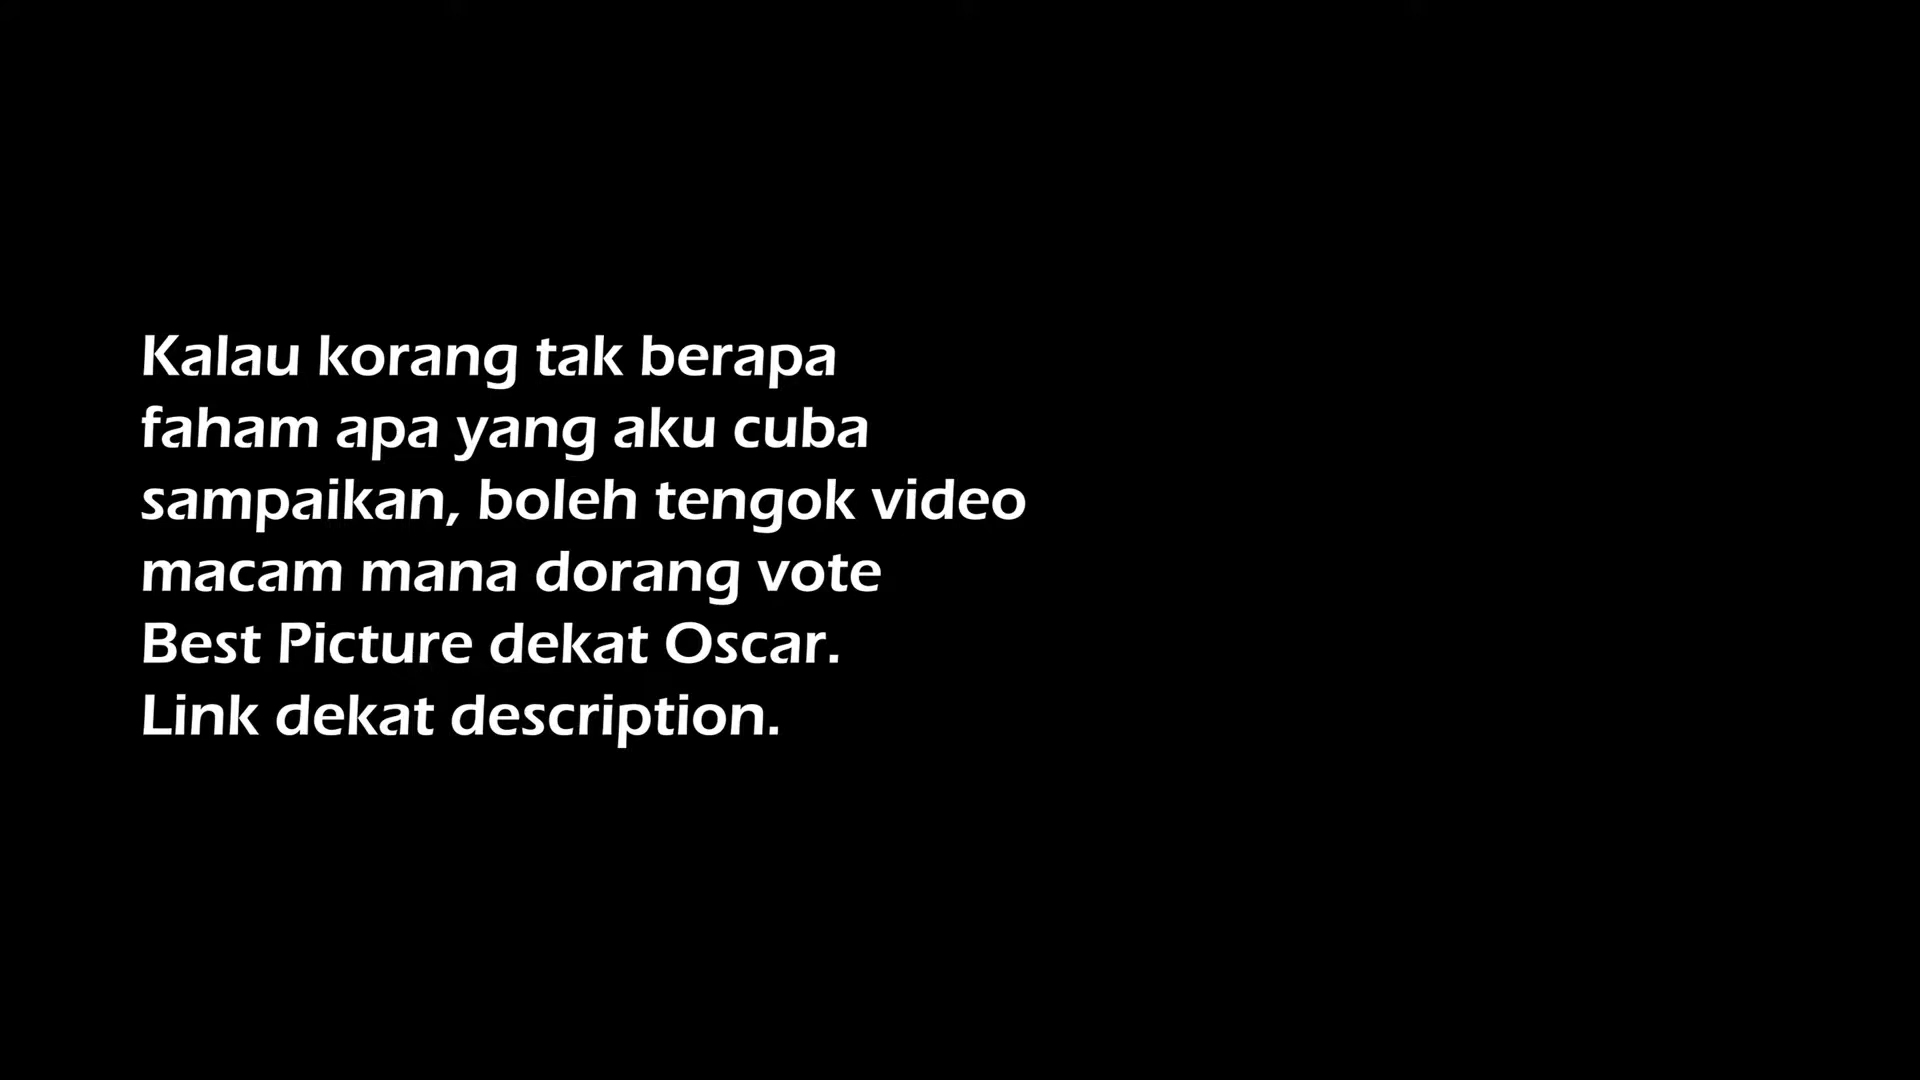 Kalau korang tak berapa
faham apa yang aku cuba
sampaikan, boleh tengok video
macam mana dorang vote
Best Picture dekat Oscar.
Link dekat description.